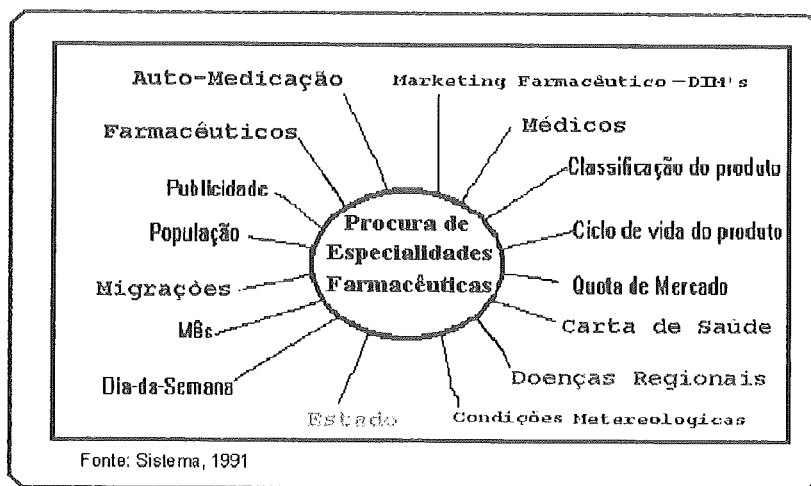 Auto-Medicação
Marketing Farmacêutico-DIM's
Farmacêuticos
Médicos
Publicidade
Classificação do produto
População
Procura de
Especialidades
Farmacêuticas
Ciclo de vida do produto
Migrações
Quota de Mercado
Mês
Carta de Saúde
Dia-da-Semana
Doenças Regionais
Estado
Condições Metareologicas
Fonte: Sistema, 1991